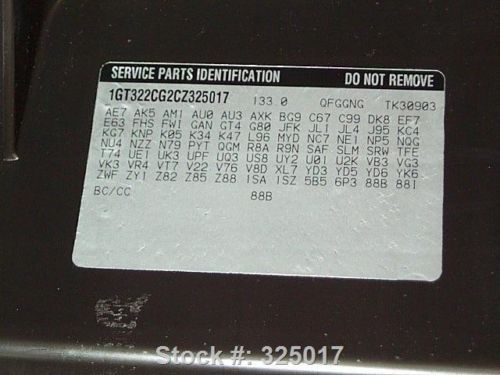 SERVICE PARTS IDENTIFICATION DO NOT REMOVE
1GT322CG2CZ325017 133.0 QFGGNG TK30903
AE7 AK5 AM1 AU0 AU3 AXK BG9 C67 C99 DK8 EF7
E63 FHS FWI GAN GT4 G80 JFK JL1 JL4 J95 KC4
KG7 KNP K05 K34 K47 L96 MYD NC7 NE1 NP5 NQG
NU4 NZZ N79 PYT QGM R8A R9N SAF SLM SRW TFE
T74 UE1 UK3 UPF UQ3 US8 UY2 U01 U2K VB3 VG3
VK3 VR4 VT7 V22 V76 V8D XL7 YD3 YD5 YD6 YK6
ZWF ZY1 Z82 Z85 Z88 1SA 1SZ 5B5 6P3 88B 88I
BC/CC 88B
Stock #: 325017